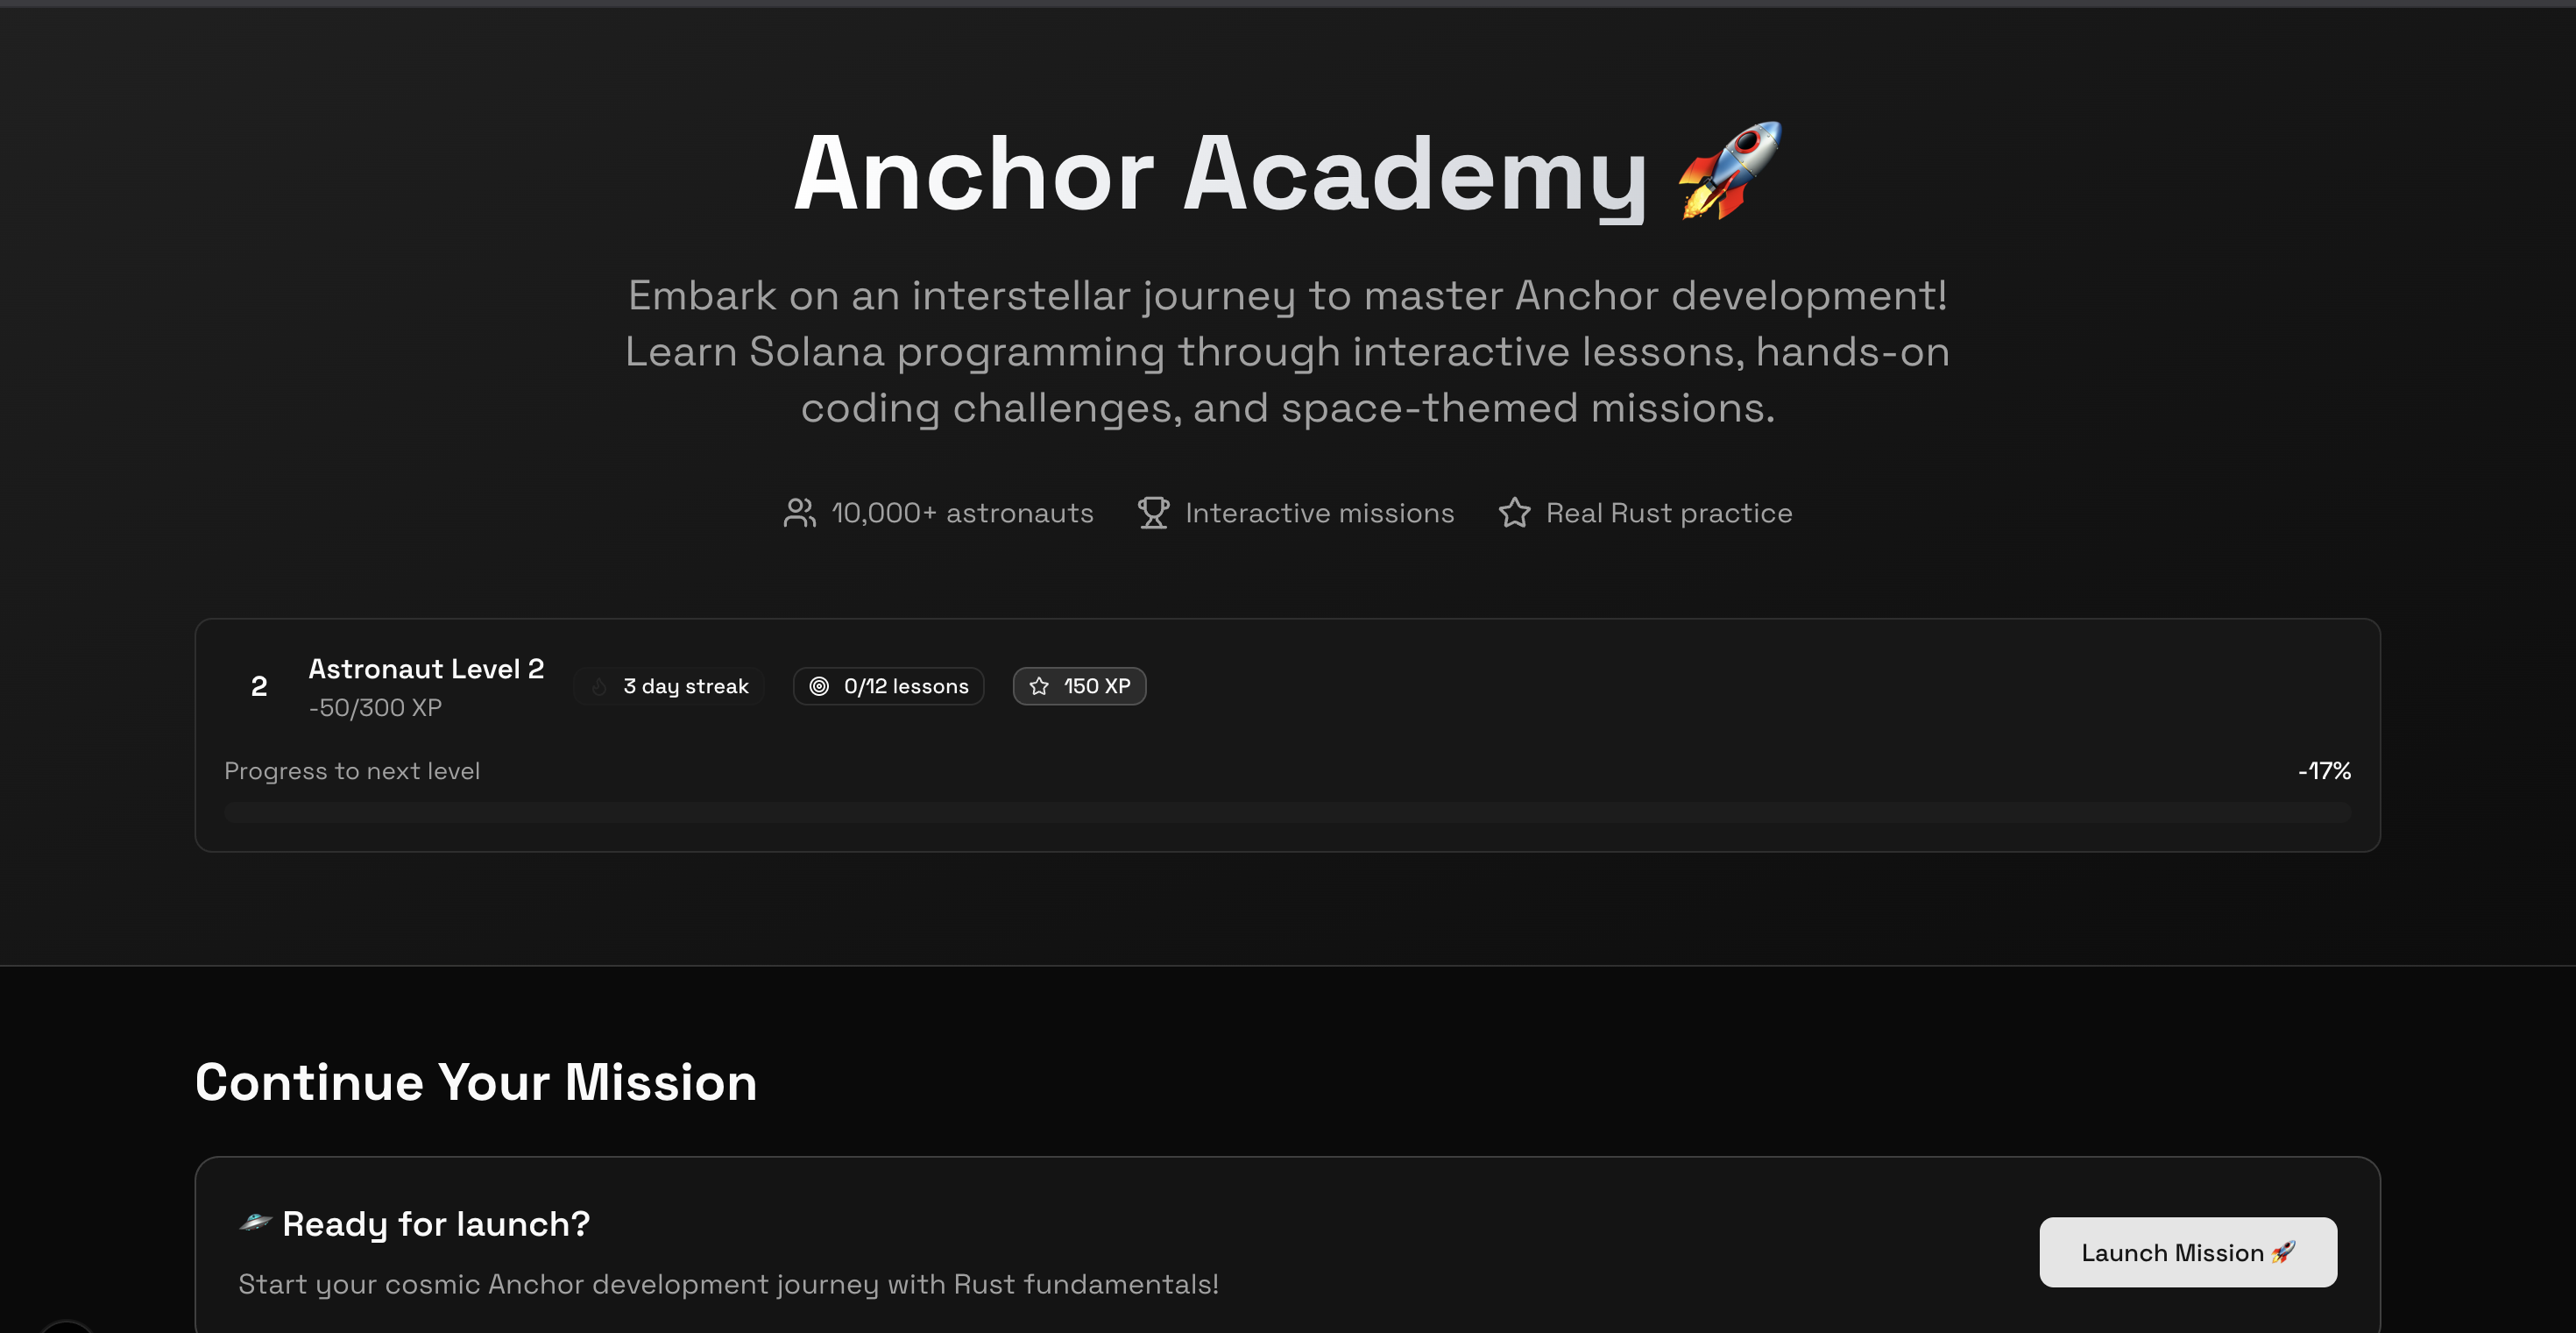 Anchor Academy 🚀
Embark on an interstellar journey to master Anchor development!
Learn Solana programming through interactive lessons, hands-on
coding challenges, and space-themed missions.
10,000+ astronauts Interactive missions Real Rust practice
2 Astronaut Level 2 3 day streak 0/12 lessons 150 XP
-50/300 XP
Progress to next level -17%
Continue Your Mission
🛸 Ready for launch?
Start your cosmic Anchor development journey with Rust fundamentals!
Launch Mission 🚀